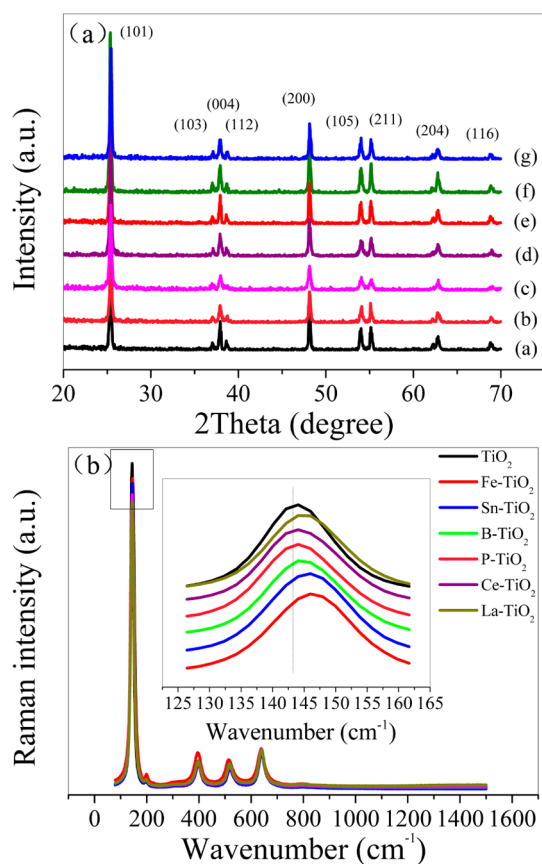 (a)
(101)
(004)
(200)
(103)
(112)
(105)
(211)
(204)
(116)
(g)
(f)
(e)
(d)
(c)
(b)
(a)
Intensity (a.u.)
20 30 40 50 60 70
2Theta (degree)
(b)
TiO2
Fe-TiO2
Sn-TiO2
B-TiO2
P-TiO2
Ce-TiO2
La-TiO2
125 130 135 140 145 150 155 160 165
Wavenumber (cm-1)
Raman intensity (a.u.)
0 200 400 600 800 1000 1200 1400 1600
Wavenumber (cm-1)